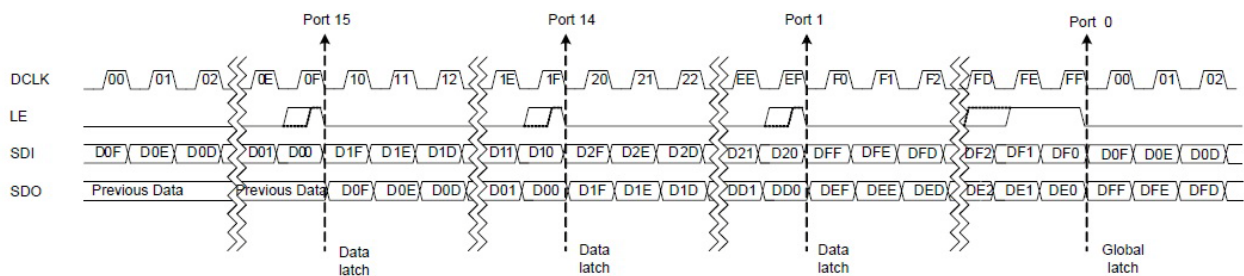 Port 15 Port 14 Port 1 Port 0
DCLK 00 01 02 0E 0F 10 11 12 1E 1F 20 21 22 EE EF F0 F1 F2 FD FE FF 00 01 02
LE
SDI D0F D0E D0D D01 D00 D1F D1E D1D D11 D10 D2F D2E D2D D21 D20 DFF DFE DFD DF2 DF1 DF0 D0F D0E D0D
SDO Previous Data Previous Data D0F D0E D0D D01 D00 D1F D1E D1D DD1 DD0 DEF DEE DED DE2 DE1 DE0 DFF DFE DFD
Data Data Data Global
latch latch latch latch